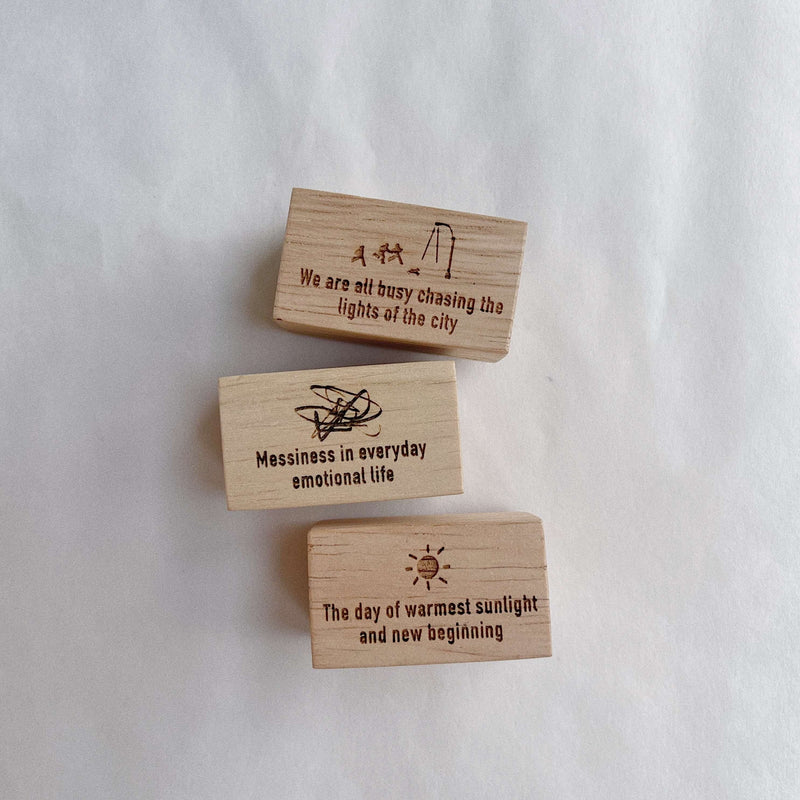 We are all busy chasing the
lights of the city
Messiness in everyday
emotional life
The day of warmest sunlight
and new beginning